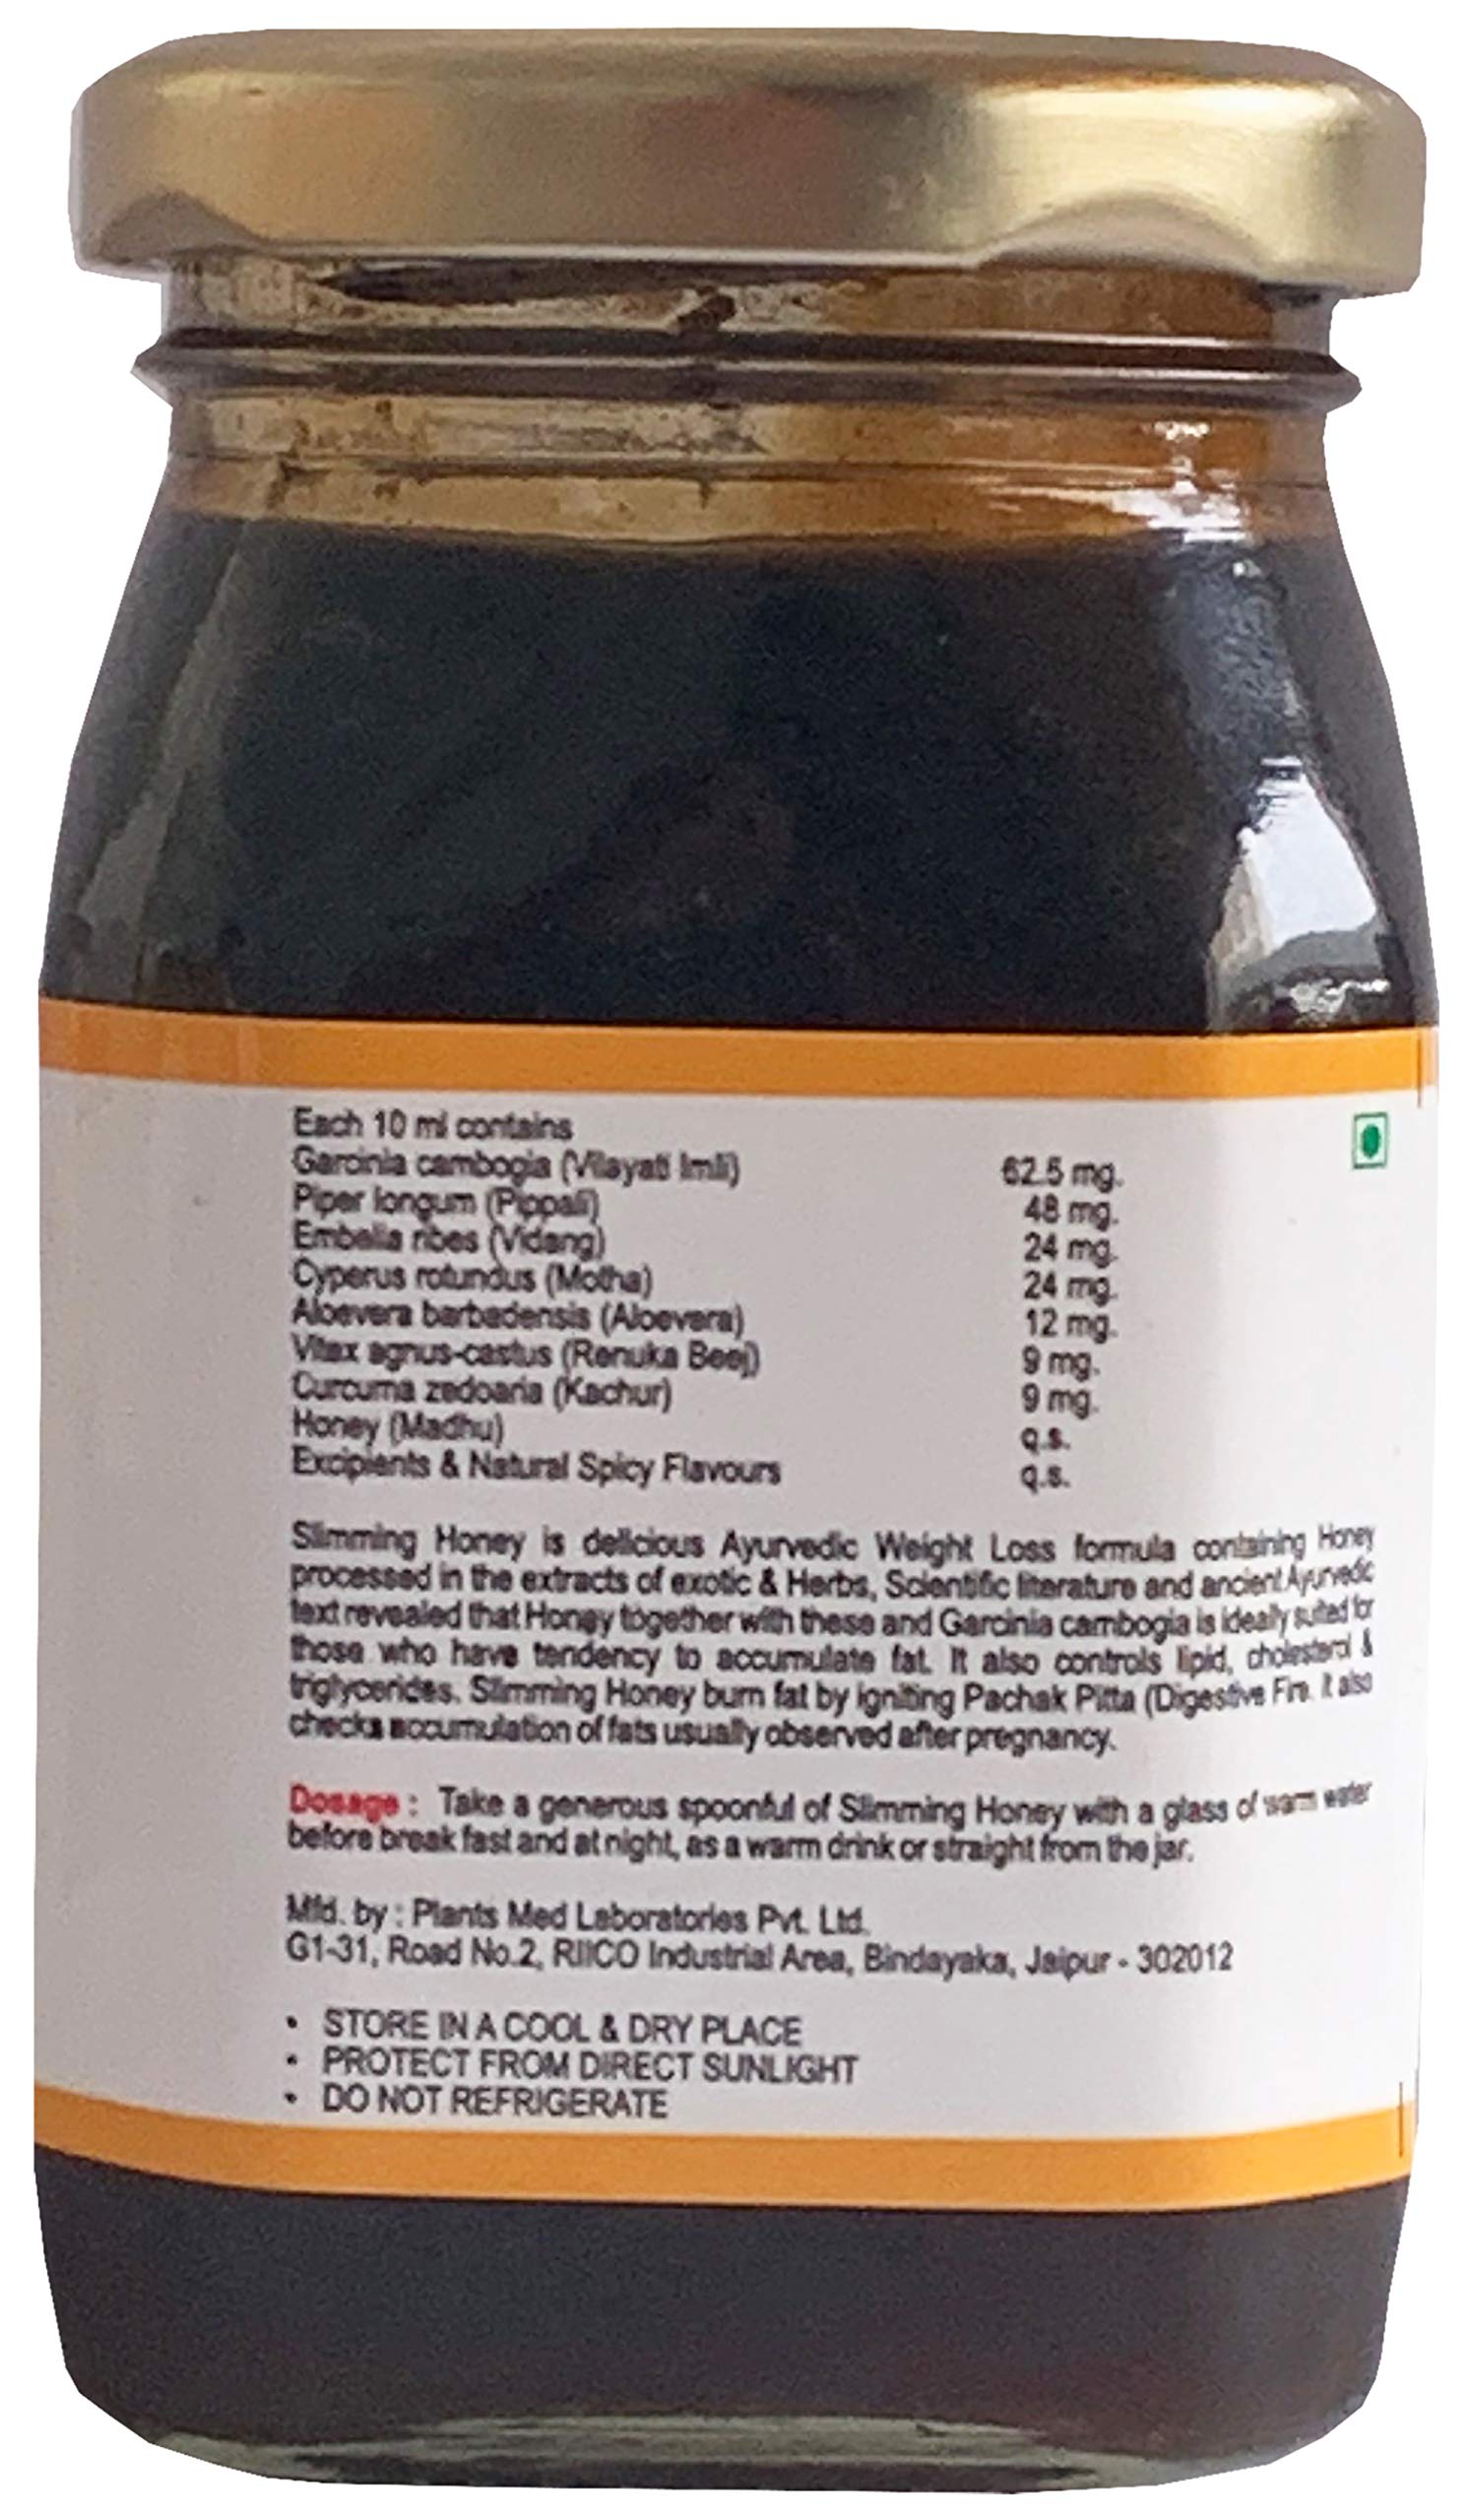 Each 10 ml contains
Garcinia cambogia (Vilayati Imli) 62.5 mg.
Piper longum (Pippali) 48 mg.
Embelia ribes (Vidang) 24 mg.
Cyperus rotundus (Motha) 24 mg.
Aloevera barbadensis (Aloevera) 12 mg.
Vitex agnus-castus (Renuka Beej) 9 mg.
Curcuma zedoaria (Kachur) 9 mg.
Honey (Madhu) q.s.
Excipients & Natural Spicy Flavours q.s.
Slimming Honey is delicious Ayurvedic Weight Loss formula containing Honey
processed in the extracts of exotic & Herbs, Scientific literature and ancient Ayurvedic
text revealed that Honey together with these and Garcinia cambogia is ideally suited for
those who have tendency to accumulate fat. It also controls lipid, cholesterol &
triglycerides. Slimming Honey burn fat by igniting Pachak Pitta (Digestive Fire. It also
checks accumulation of fats usually observed after pregnancy.
Dosage : Take a generous spoonful of Slimming Honey with a glass of warm water
before break fast and at night, as a warm drink or straight from the jar.
Mfd. by : Plants Med Laboratories Pvt. Ltd.
G1-31, Road No.2, RIICO Industrial Area, Bindayaka, Jaipur - 302012
• STORE IN A COOL & DRY PLACE
• PROTECT FROM DIRECT SUNLIGHT
• DO NOT REFRIGERATE